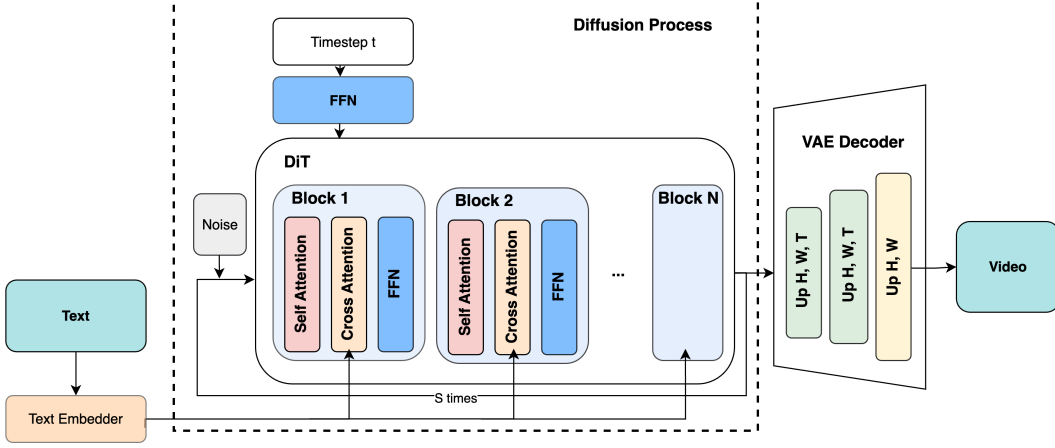 Diffusion Process
Timestep t
FFN
DiT
Block 1
Self Attention
Cross Attention
FFN
Block 2
Self Attention
Cross Attention
FFN
...
Block N
Noise
S times
Text
Text Embedder
VAE Decoder
Up H, W, T
Up H, W, T
Up H, W
Video